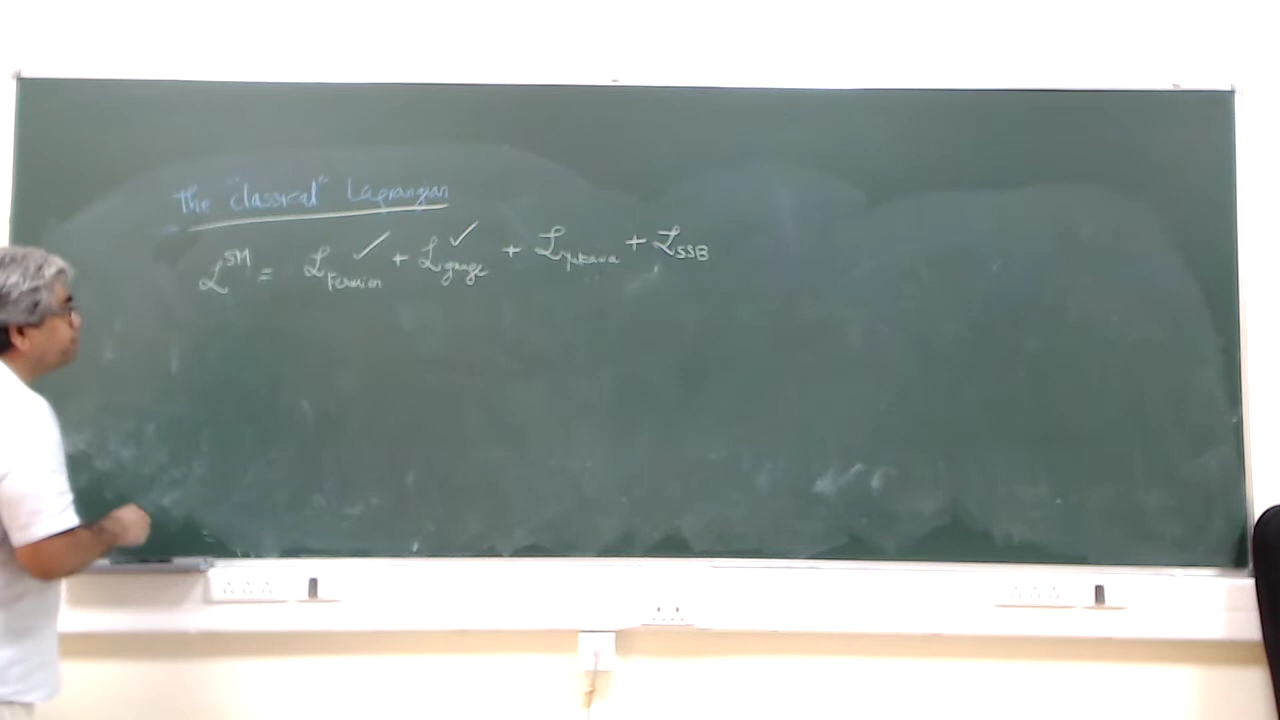 The "classical" Lagrangian
ℒ^SM = ℒ_Fermion ✓ + ℒ_gauge ✓ + ℒ_Yukawa + ℒ_SSB